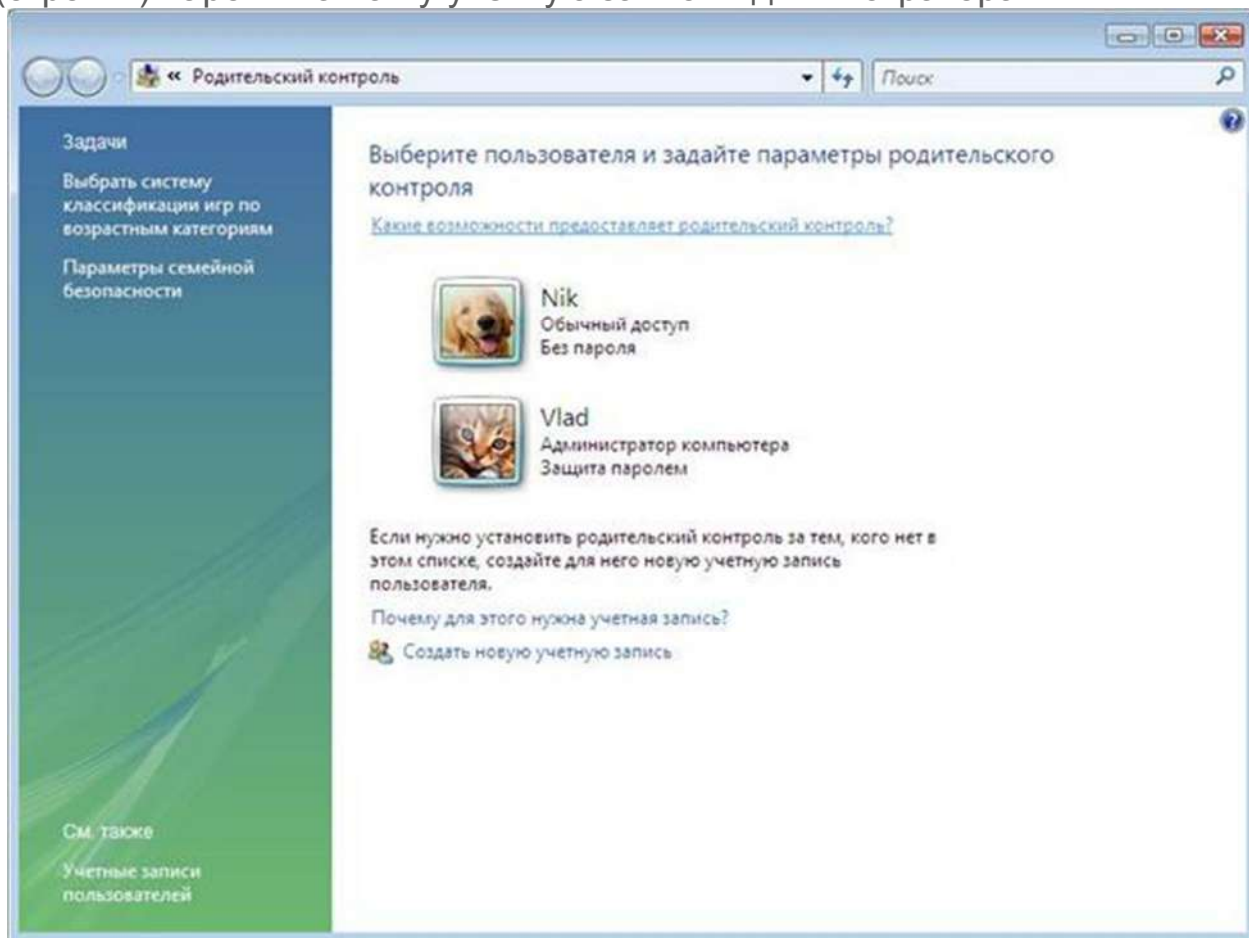 « Родительский контроль
Поиск
Задачи
Выбрать систему
классификации игр по
возрастным категориям
Параметры семейной
безопасности
Выберите пользователя и задайте параметры родительского
контроля
Какие возможности предоставляет родительский контроль?
Nik
Обычный доступ
Без пароля
Vlad
Администратор компьютера
Защита паролем
Если нужно установить родительский контроль за тем, кого нет в
этом списке, создайте для него новую учетную запись
пользователя.
Почему для этого нужна учетная запись?
Создать новую учетную запись
См. также
Учетные записи
пользователей